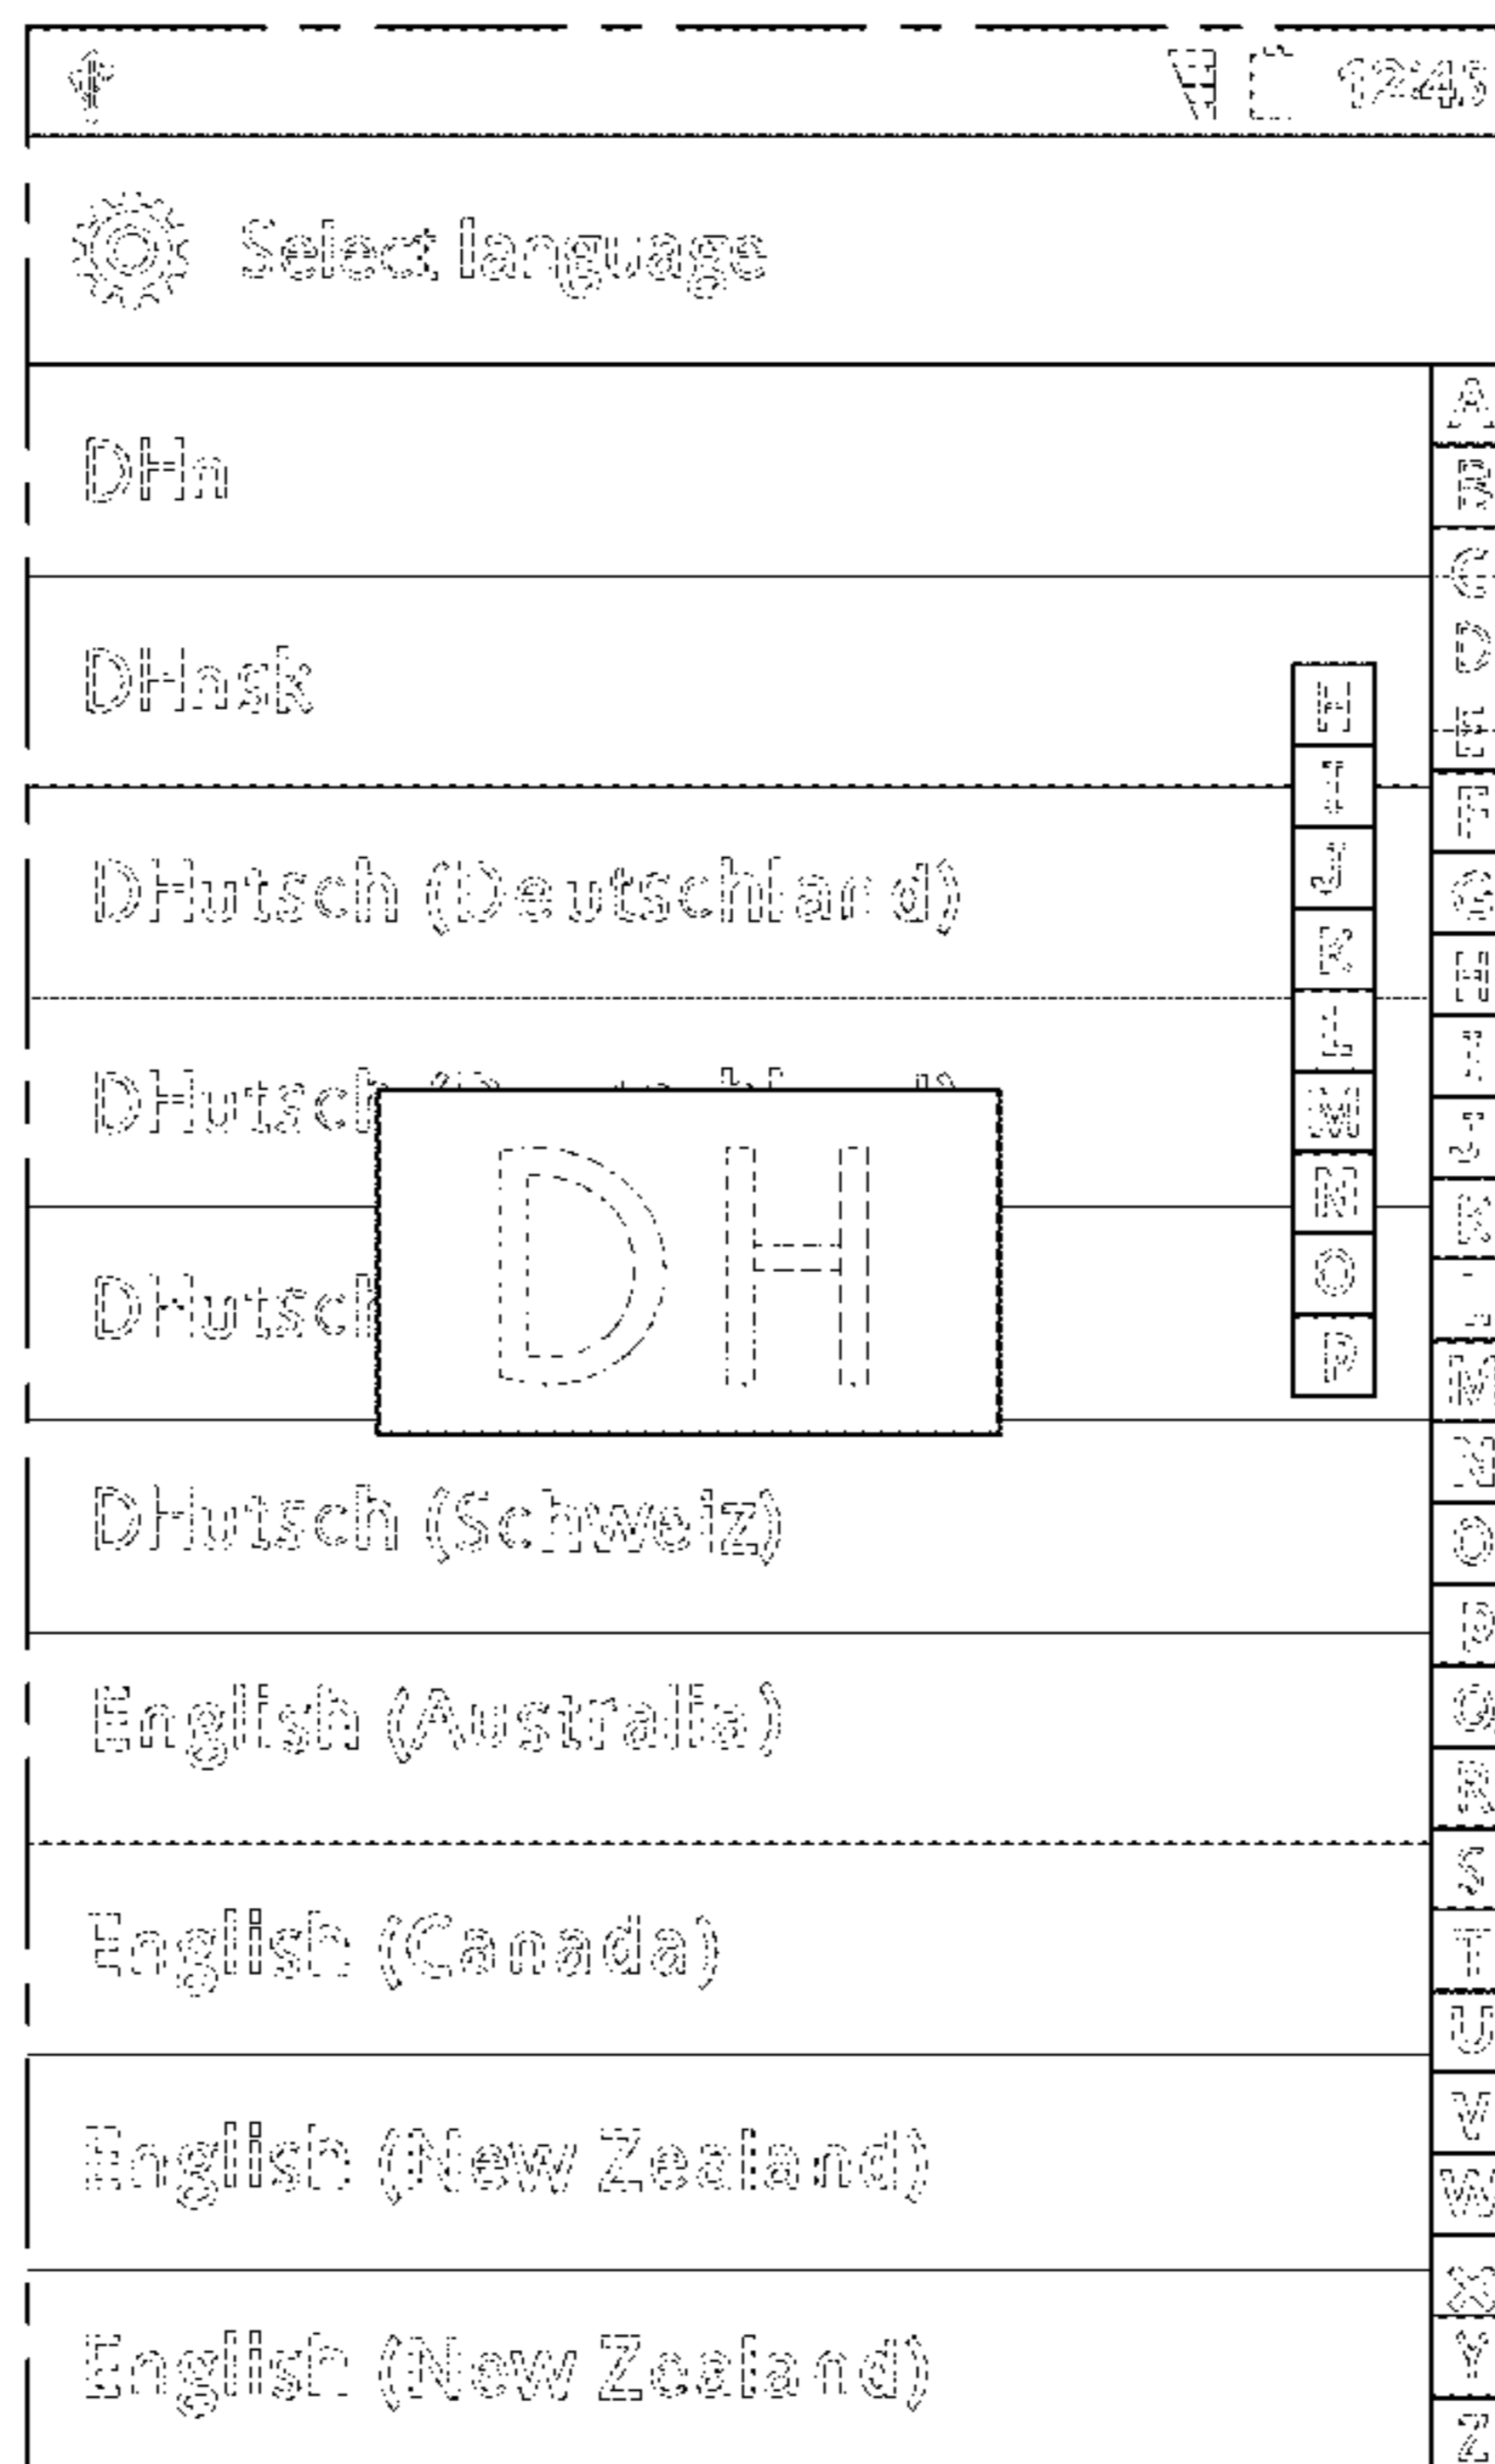 12:45
Select language
DHn
DHnsk
DHutsch (Deutschland)
DHutsch
DHutsch
DHutsch (Schweiz)
English (Australia)
English (Canada)
English (New Zealand)
English (New Zealand)
DH
H
I
J
K
L
M
N
O
P
A
B
C
D
E
F
G
H
I
J
K
L
M
N
O
P
Q
R
S
T
U
V
W
X
Y
Z